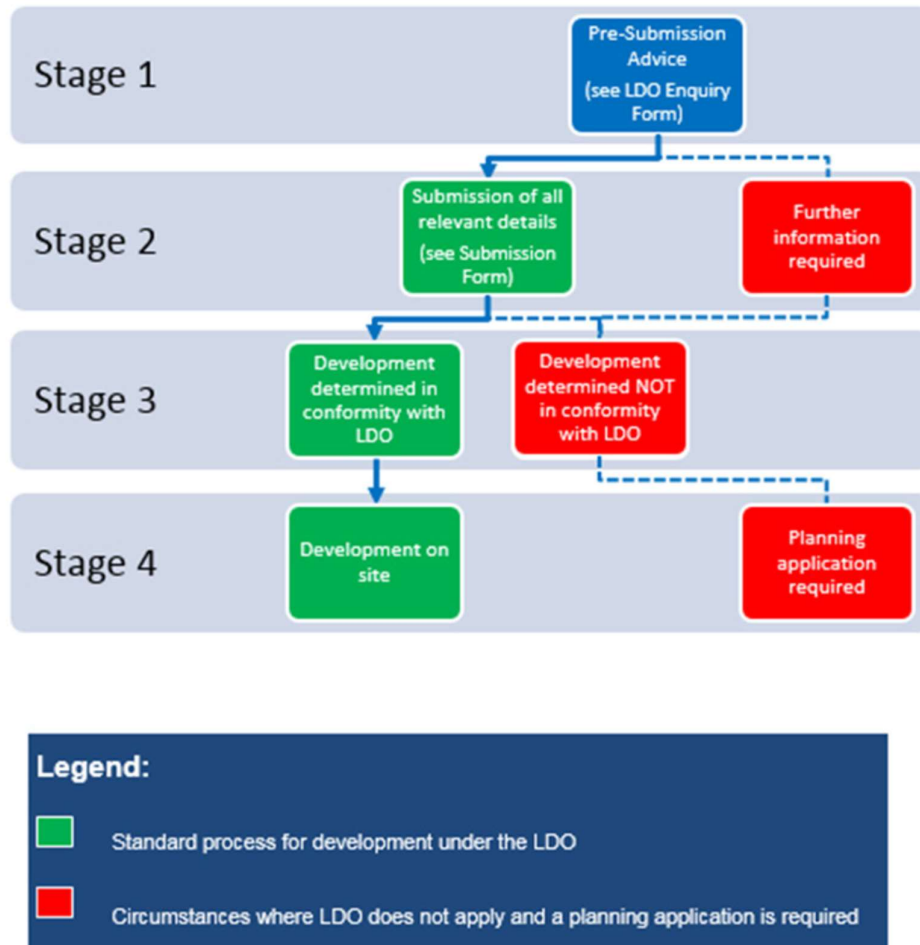 Stage 1
Pre-Submission
Advice
(see LDO Enquiry
Form)
Stage 2
Submission of all
relevant details
(see Submission
Form)
Further
information
required
Stage 3
Development
determined in
conformity with
LDO
Development
determined NOT
in conformity
with LDO
Stage 4
Development on
site
Planning
application
required
Legend:
Standard process for development under the LDO
Circumstances where LDO does not apply and a planning application is required